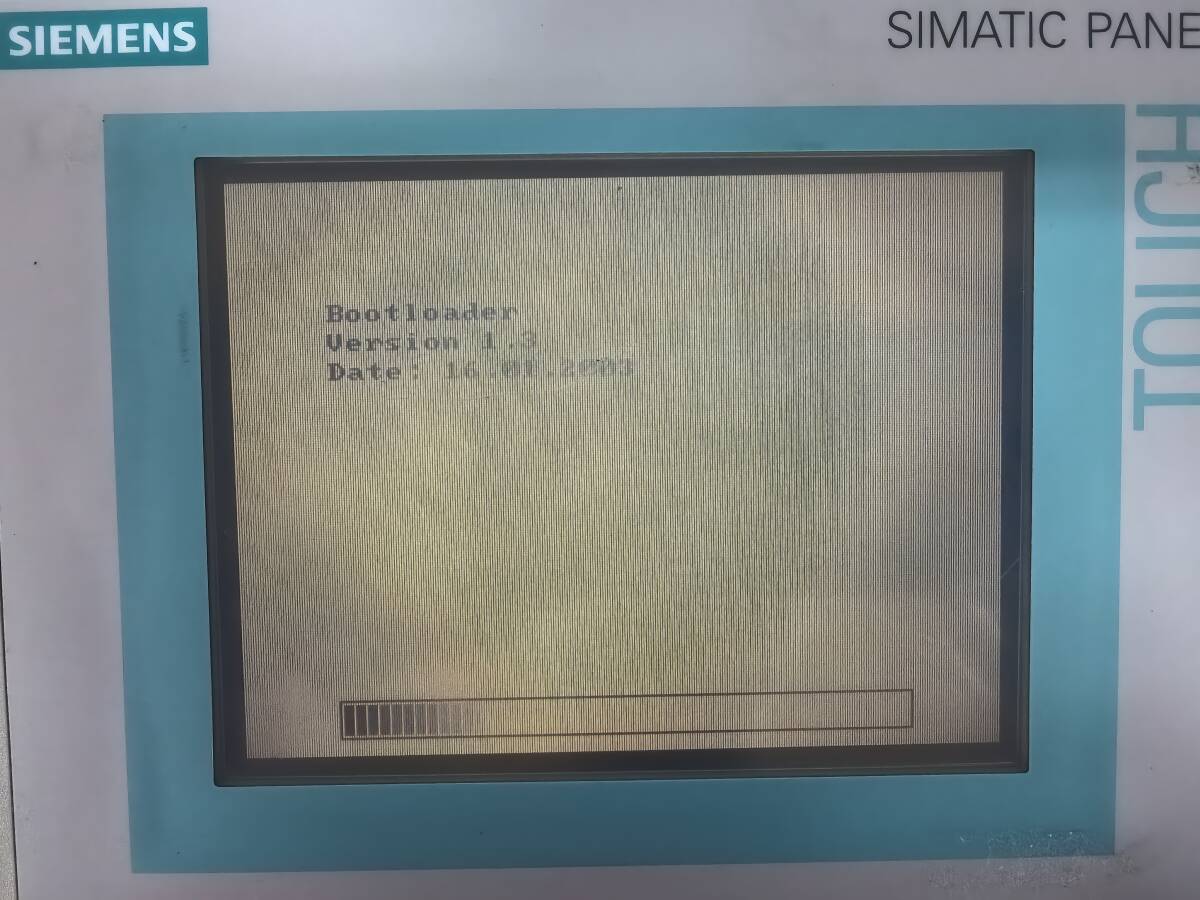 SIEMENS
SIMATIC PANE
TOUCH
Bootloader
Version 1.3
Date: